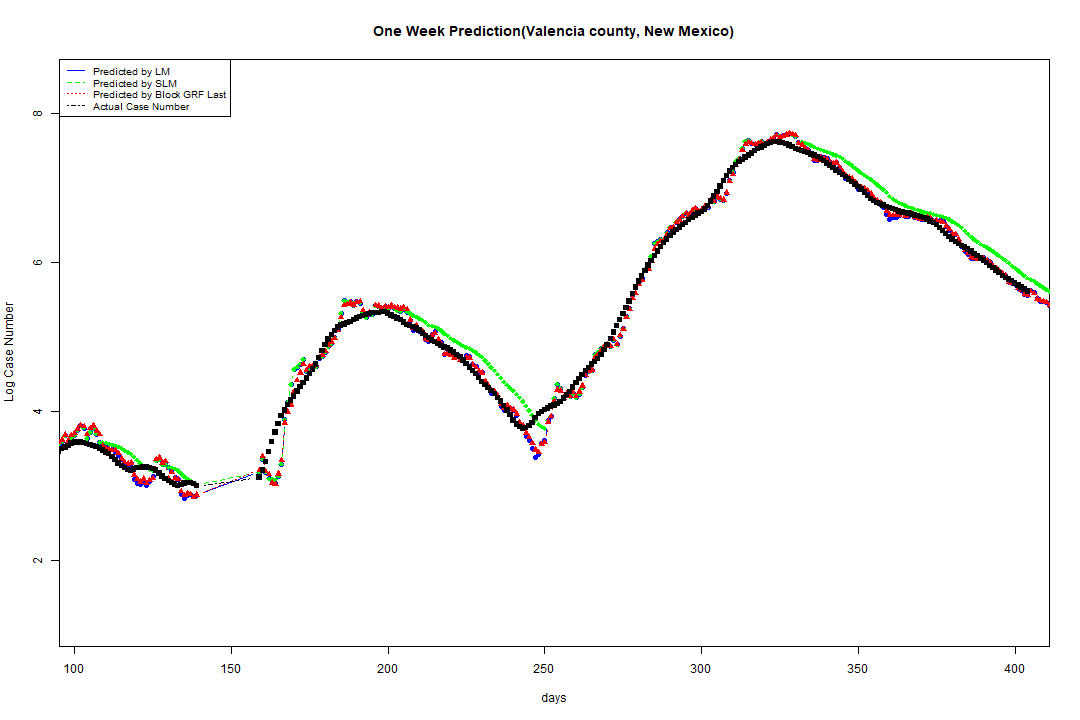 One Week Prediction(Valencia county, New Mexico)
Predicted by LM
Predicted by SLM
Predicted by Block GRF Last
Actual Case Number
8
6
4
2
Log Case Number
100 150 200 250 300 350 400
days